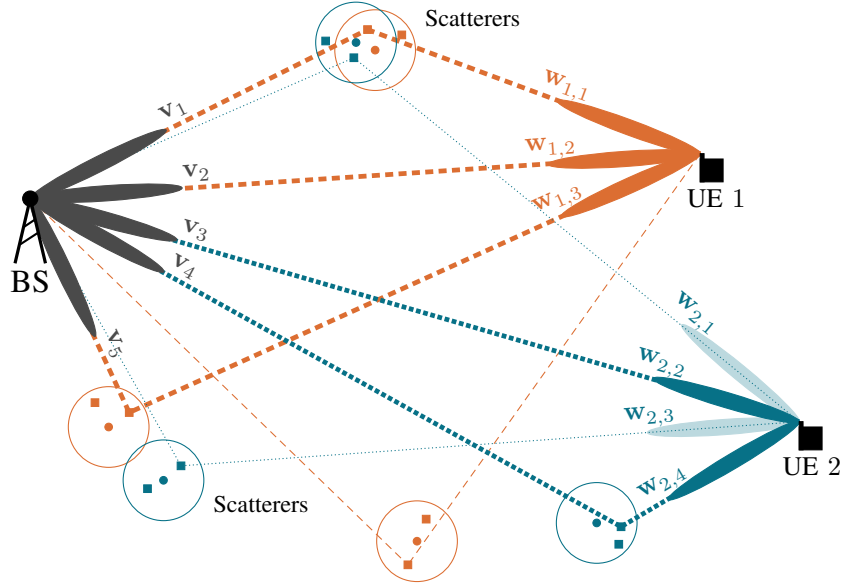 Scatterers
w₁,₁
v₁
w₁,₂
UE 1
v₂
w₁,₃
v₃
BS
v₄
w₂,₁
v₅
w₂,₂
w₂,₃
UE 2
w₂,₄
Scatterers